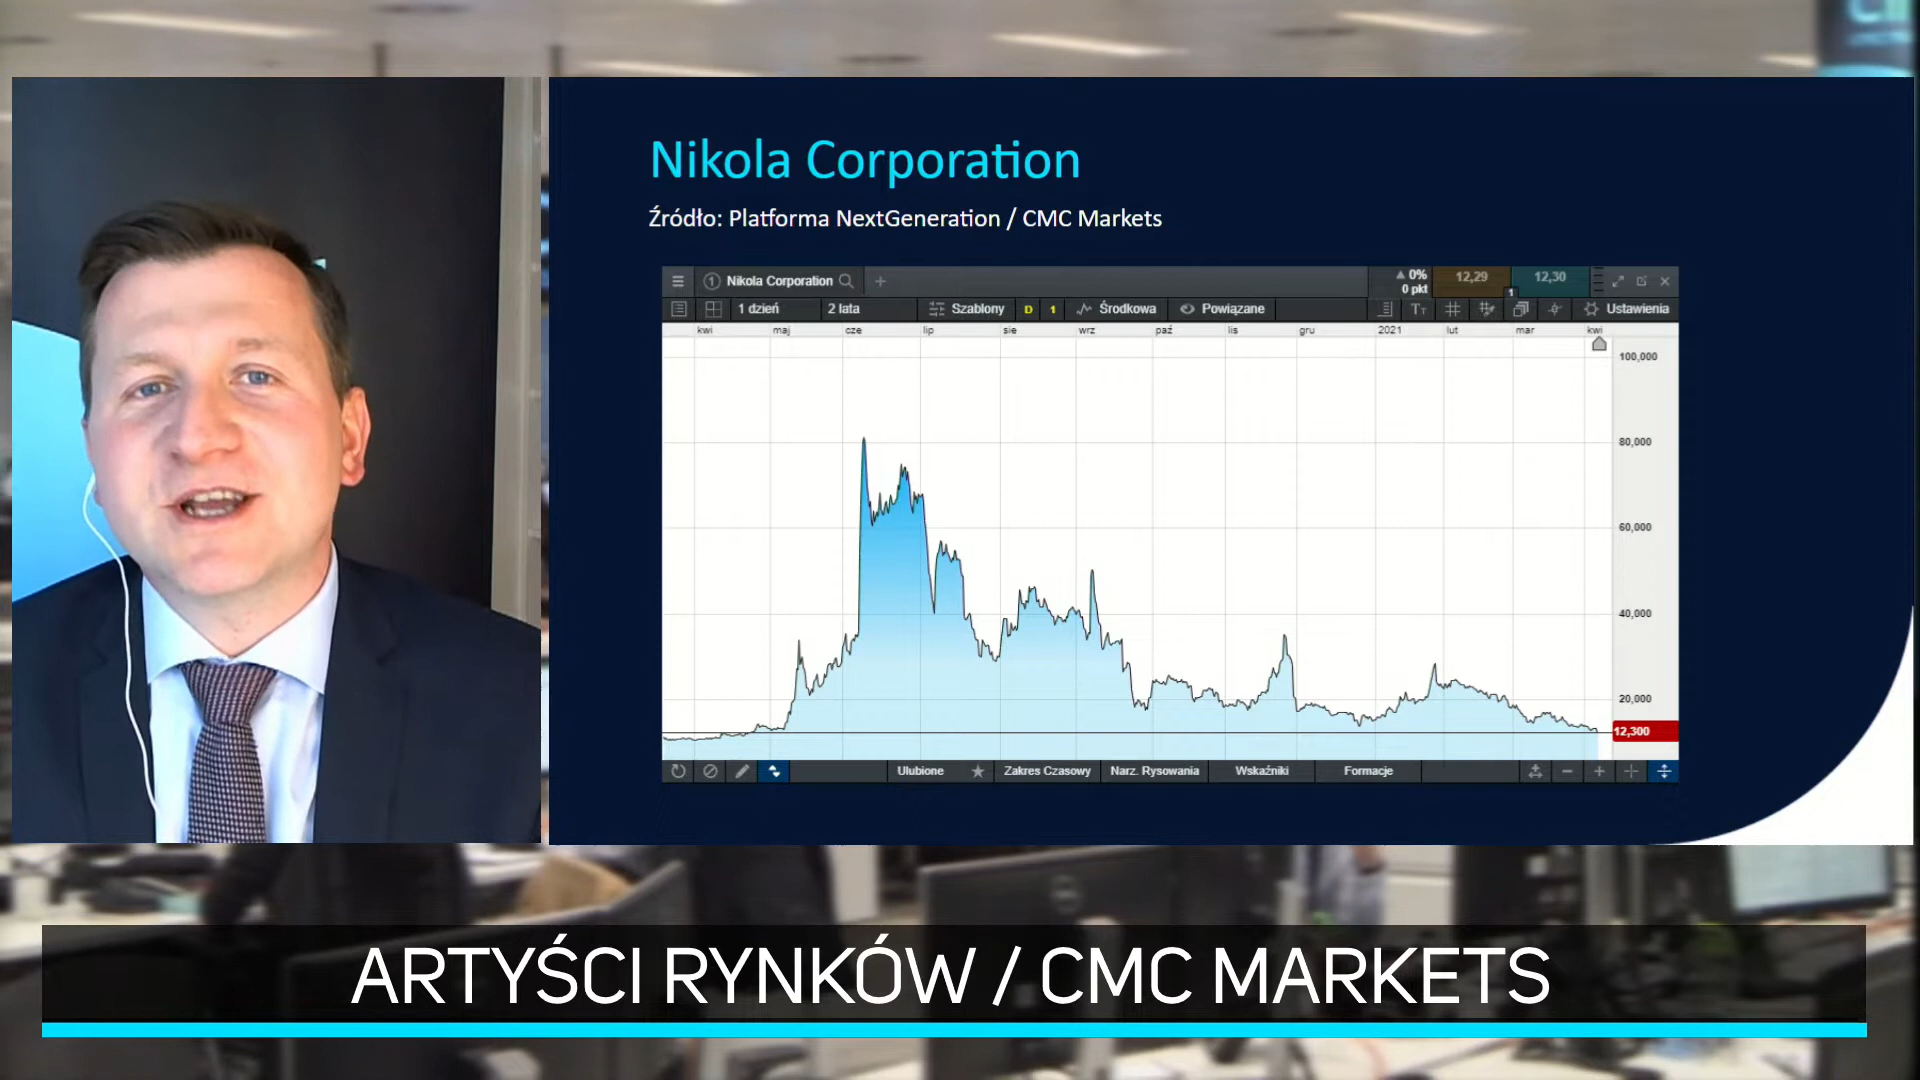 Nikola Corporation
Źródło: Platforma NextGeneration / CMC Markets
1 Nikola Corporation + 0% 0 pkt 12,29 1 12,30
1 dzień 2 lata Szablony D 1 Środkowa Powiązane Ustawienia
kwi maj cze lip sie wrz paź lis gru 2021 lut mar kwi
100,000
80,000
60,000
40,000
20,000
12,300
Ulubione Zakres Czasowy Narz. Rysowania Wskaźniki Formacje
ARTYŚCI RYNKÓW / CMC MARKETS